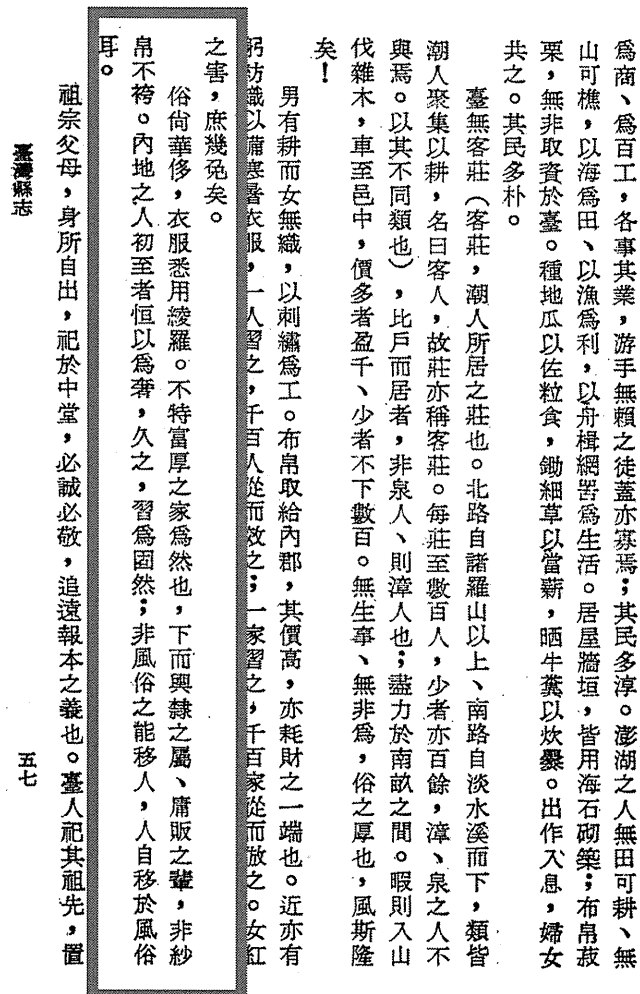 為商、為百工，各事其業，游手無賴之徒蓋亦寡焉；其民多淳。澎湖之人無田可耕、無
山可樵，以海為田、以漁為利，以舟楫網罟為生活。居屋牆垣，皆用海石砌築；布帛菽
粟，無非取資於臺。種地瓜以佐粒食，鋤細草以當薪，晒牛糞以炊爨。出作入息，婦女
共之。其民多朴。
臺無客莊（客莊，潮人所居之莊也。北路自諸羅山以上、南路自淡水溪而下，類皆
潮人聚集以耕，名曰客人，故莊亦稱客莊。每莊至數百人，少者亦百餘，漳、泉之人不
與焉。以其不同類也），比戶而居者，非泉人、則漳人也；盡力於南畝之間。暇則入山
伐雜木，車至邑中，價多者盈千、少者不下數百。無生事、無非為，俗之厚也，風斯隆
矣！
男有耕而女無織，以刺繡為工。布帛取給內郡，其價高，亦耗財之一端也。近亦有
躬紡織以備寒暑衣服，一人習之，千百人從而效之；一家習之，千百家從而放之。女紅
之害，庶幾免矣。
俗尚華侈，衣服悉用綾羅。不特富厚之家為然也，下而輿隸之屬、庸販之輩，非紗
帛不袴。內地之人初至者恒以為奢，久之，習為固然；非風俗之能移人，人自移於風俗
耳。
祖宗父母，身所自出，祀於中堂，必誠必敬，追遠報本之義也。臺人祀其祖先，置
臺灣縣志
五七